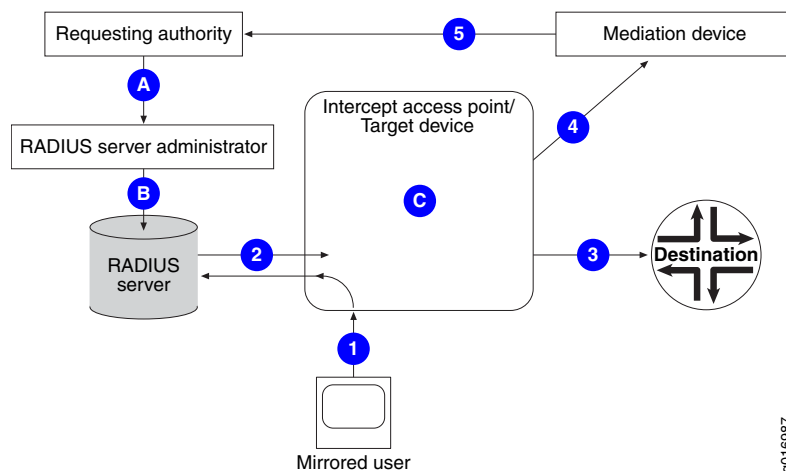 Requesting authority
5
Mediation device
A
Intercept access point/
Target device
4
RADIUS server administrator
B
C
RADIUS
server
2
3
Destination
1
Mirrored user
g016987